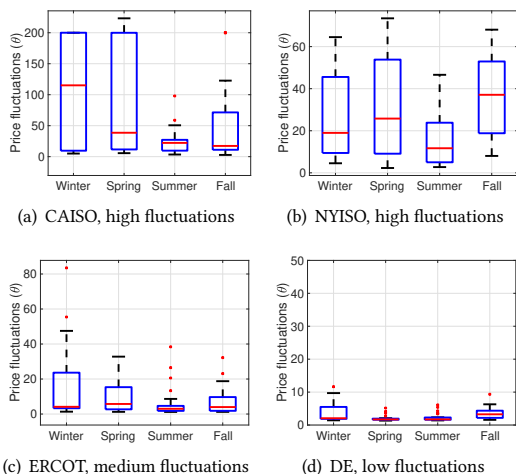 200
150
100
50
0
Price fluctuations (θ)
Winter Spring Summer Fall
(a) CAISO, high fluctuations
60
40
20
0
Price fluctuations (θ)
Winter Spring Summer Fall
(b) NYISO, high fluctuations
80
60
40
20
0
Price fluctuations (θ)
Winter Spring Summer Fall
(c) ERCOT, medium fluctuations
50
40
30
20
10
0
Price fluctuations (θ)
Winter Spring Summer Fall
(d) DE, low fluctuations